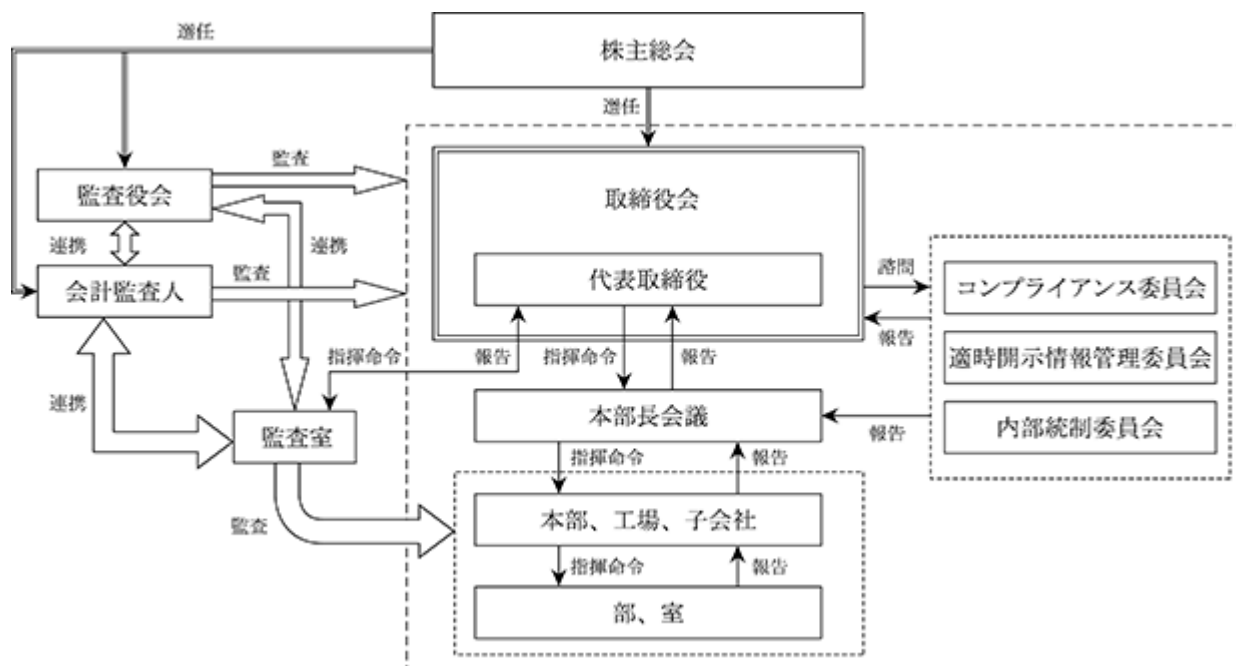 選任
株主総会
選任
監査
監査役会
取締役会
連携
連携
監査
会計監査人
代表取締役
諮問
コンプライアンス委員会
報告
指揮命令
報告
指揮命令
報告
適時開示情報管理委員会
連携
監査室
本部長会議
報告
内部統制委員会
指揮命令
報告
監査
本部、工場、子会社
指揮命令
報告
部、室